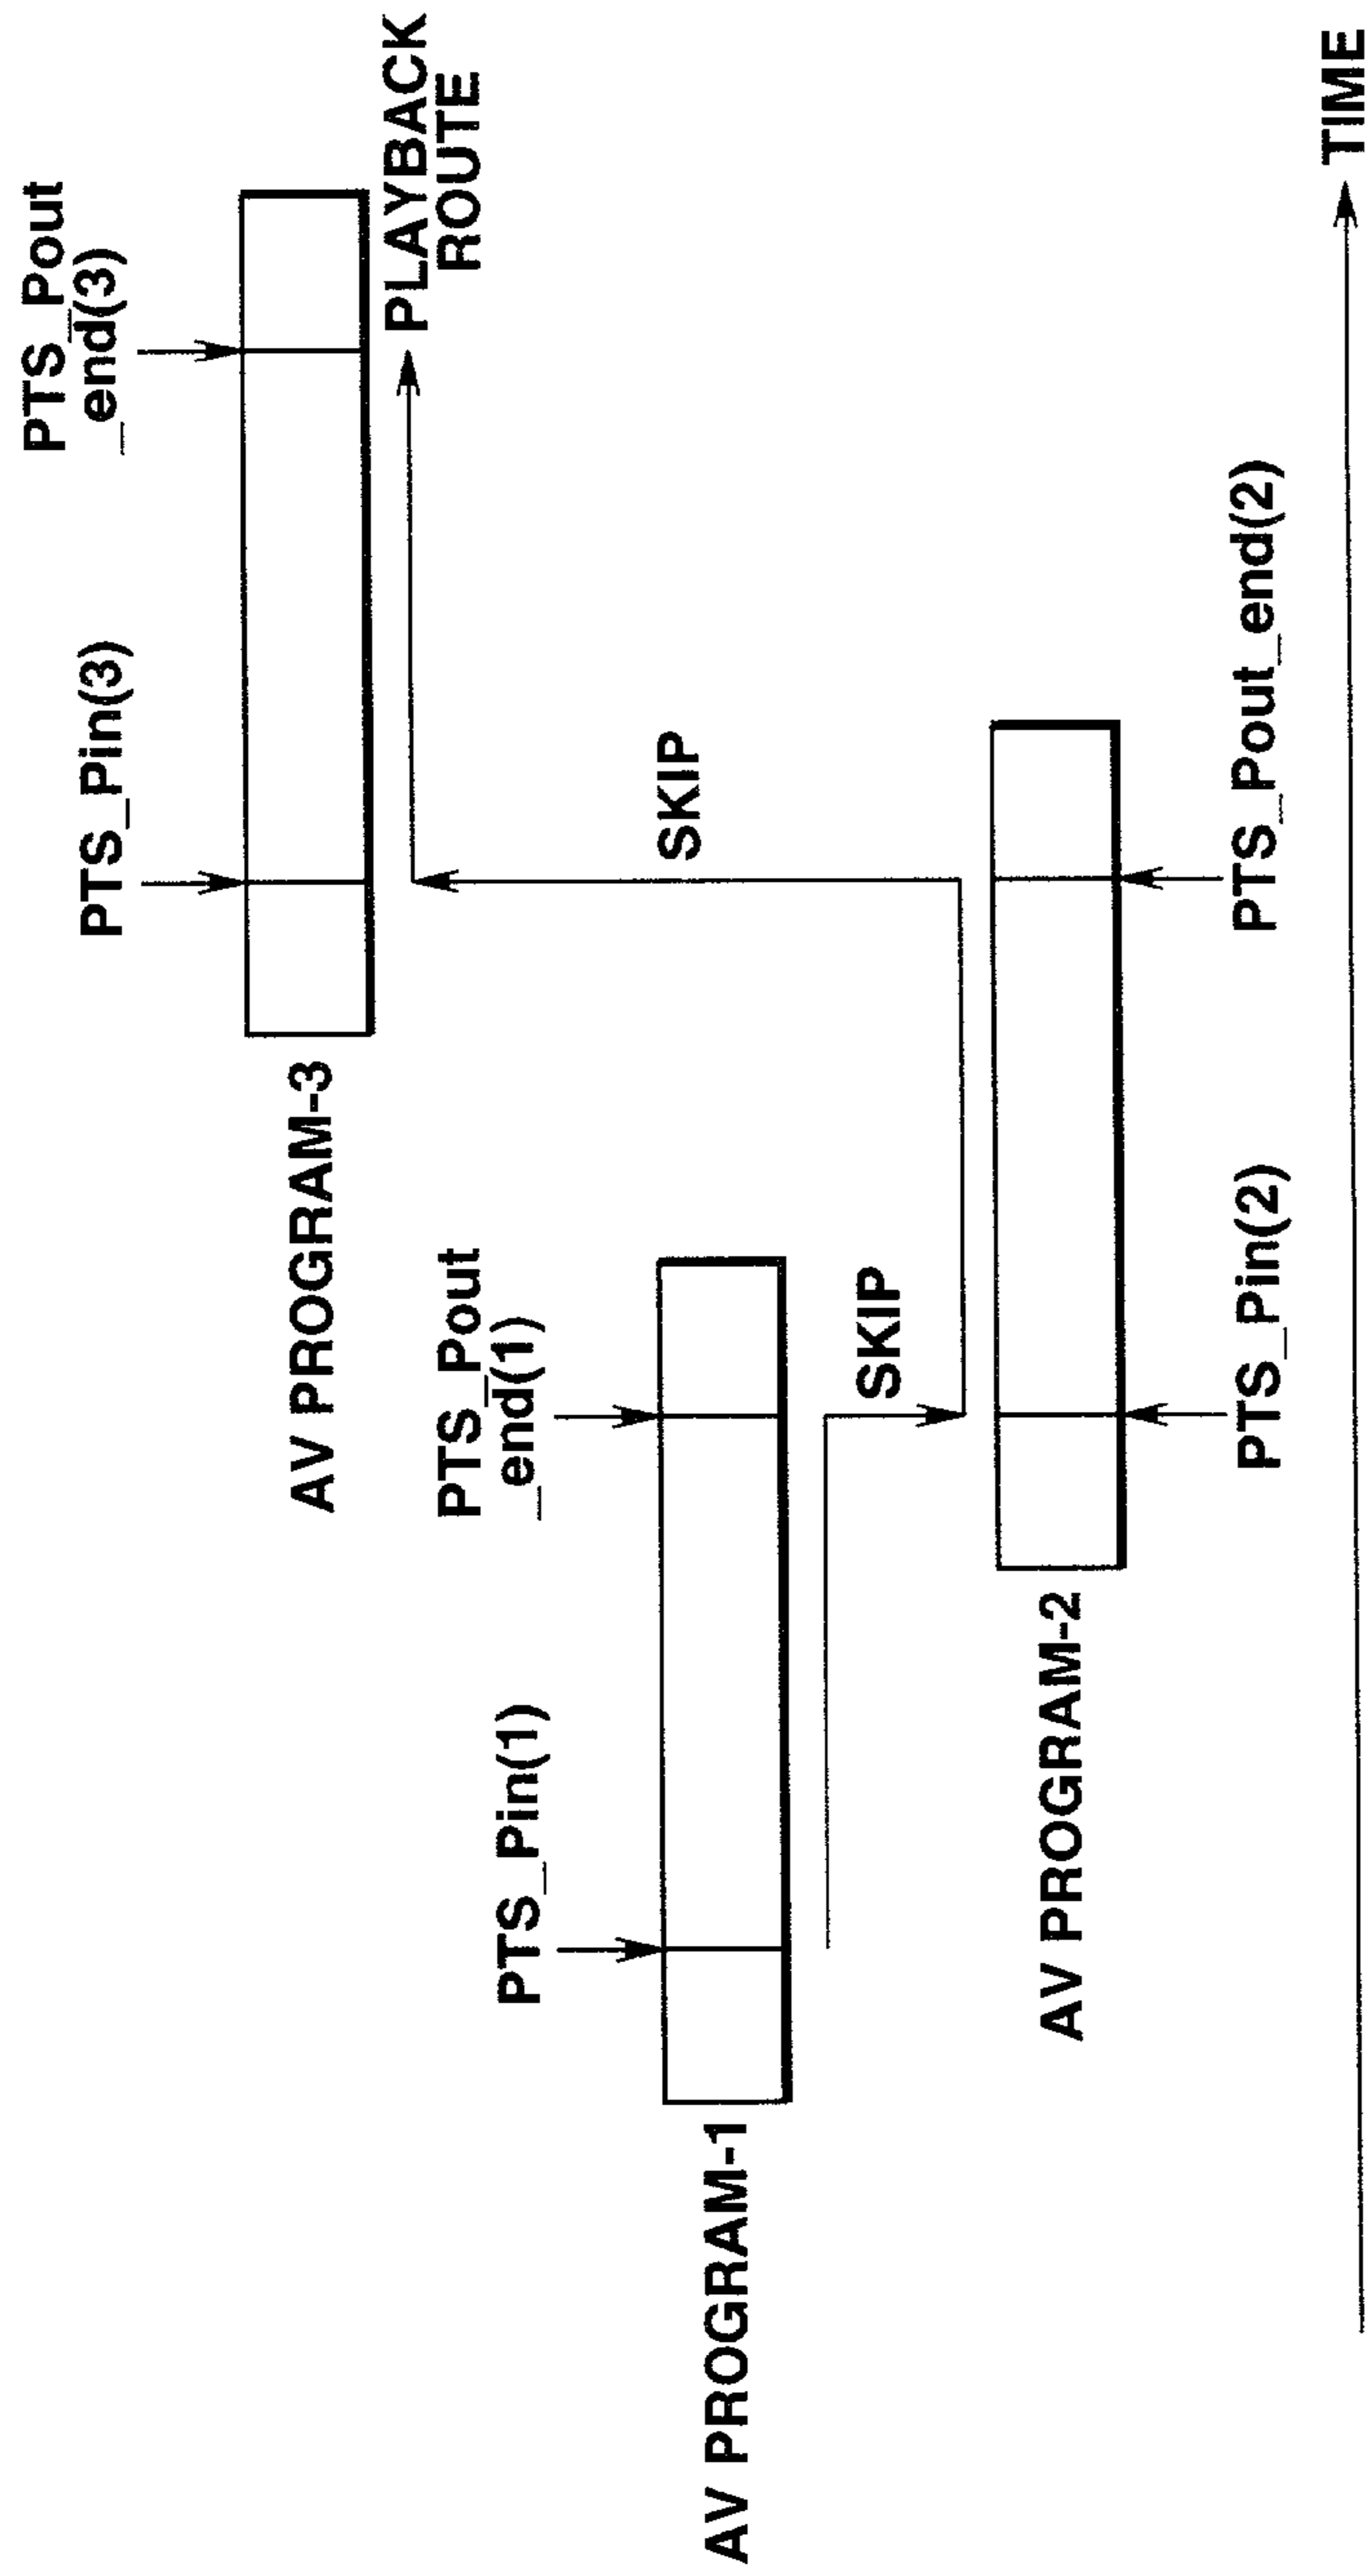 PTS_Pout
_end(3)
PTS_Pin(3)
AV PROGRAM-3
PLAYBACK
ROUTE
PTS_Pout
_end(1)
PTS_Pin(1)
SKIP
AV PROGRAM-1
SKIP
AV PROGRAM-2
PTS_Pin(2)
PTS_Pout_end(2)
TIME